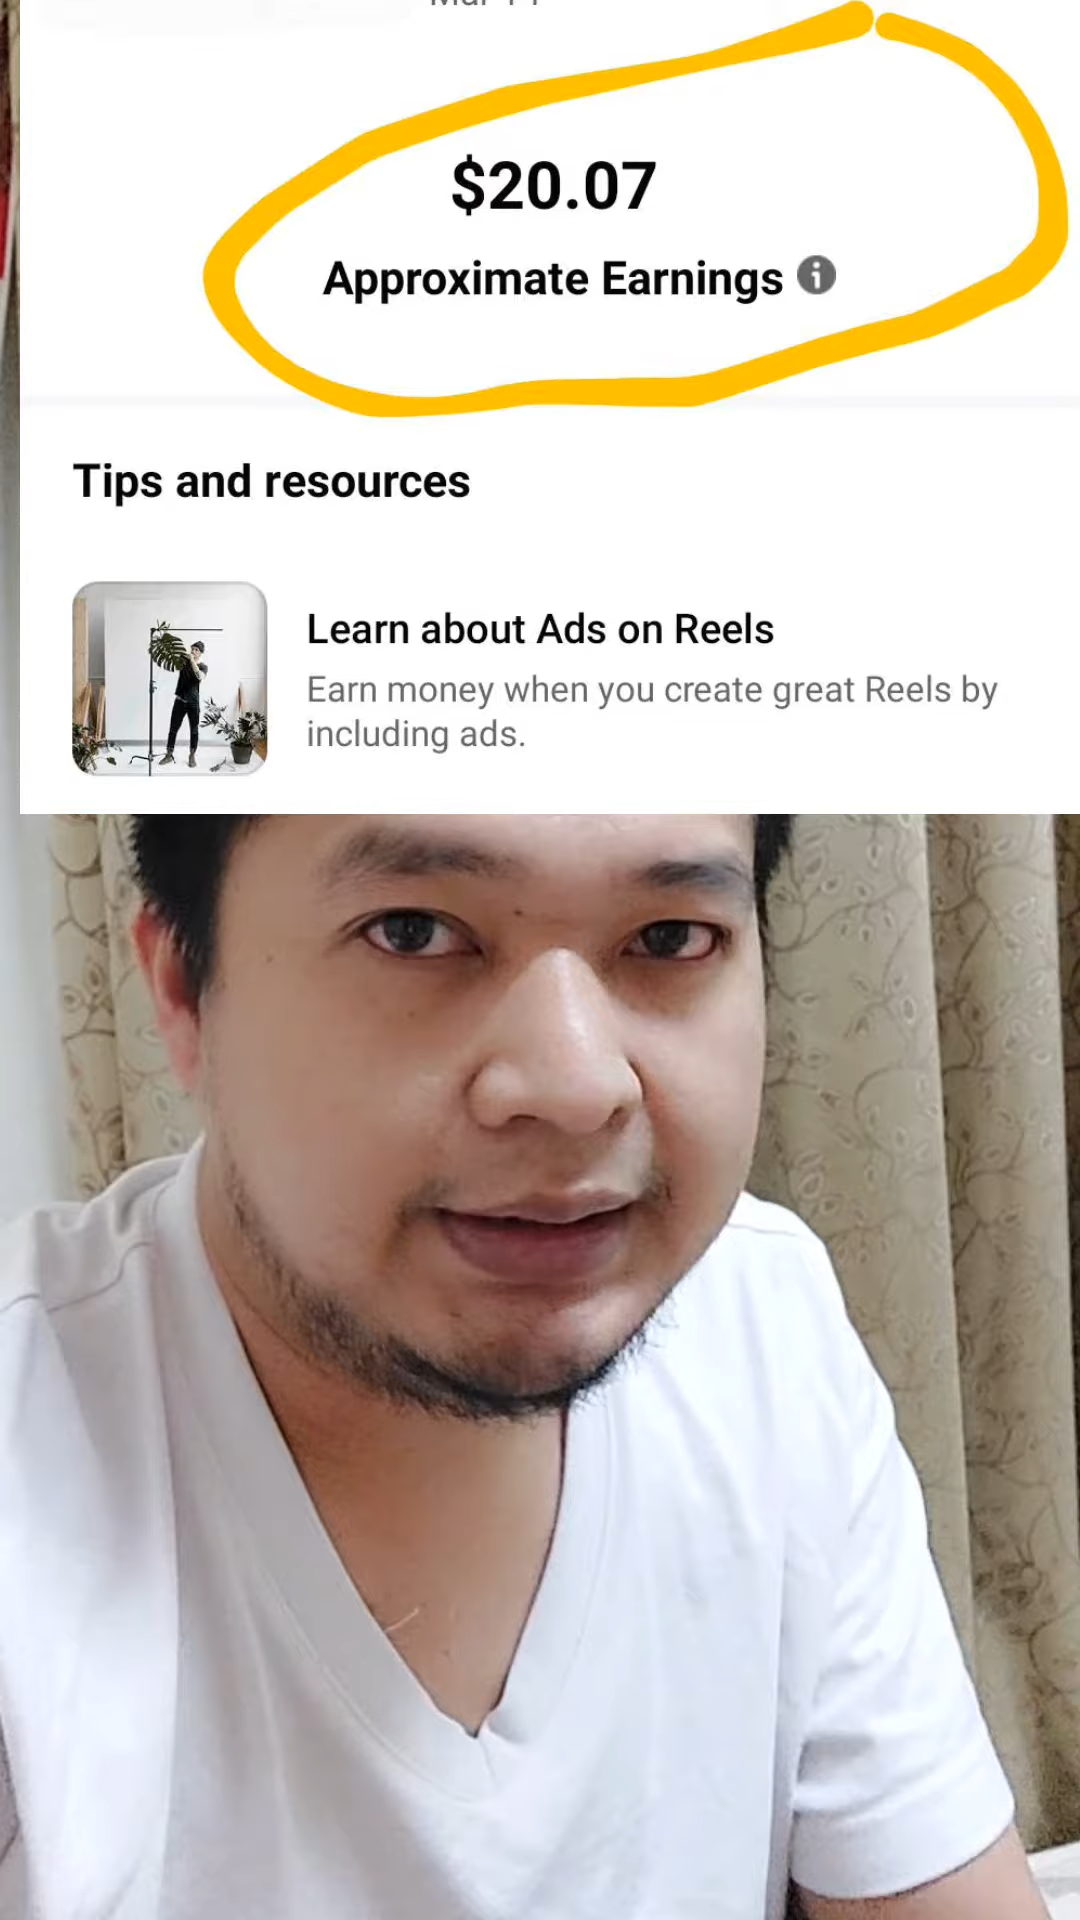 $20.07
Approximate Earnings
Tips and resources
Learn about Ads on Reels
Earn money when you create great Reels by
including ads.